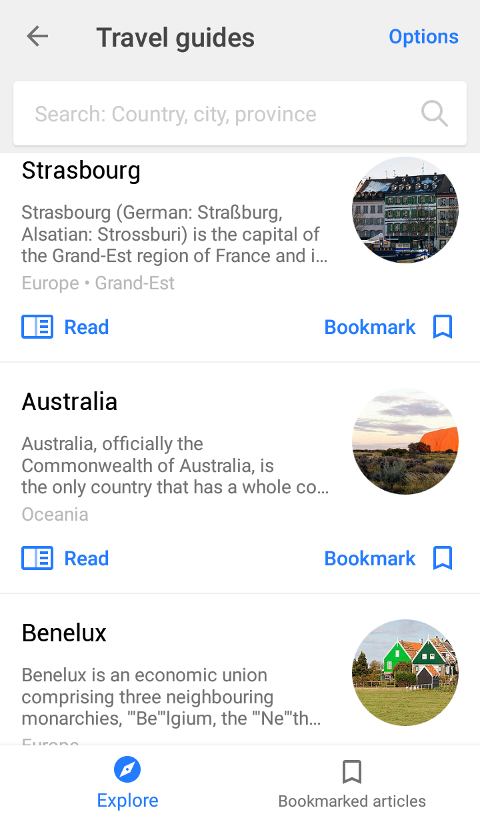 Travel guides
Options
Search: Country, city, province
Strasbourg
Strasbourg (German: Straßburg,
Alsatian: Strossburi) is the capital of
the Grand-Est region of France and i…
Europe • Grand-Est
Read
Bookmark
Australia
Australia, officially the
Commonwealth of Australia, is
the only country that has a whole co…
Oceania
Read
Bookmark
Benelux
Benelux is an economic union
comprising three neighbouring
monarchies, '"Be"'lgium, the '"Ne"'th…
Europe
Explore
Bookmarked articles